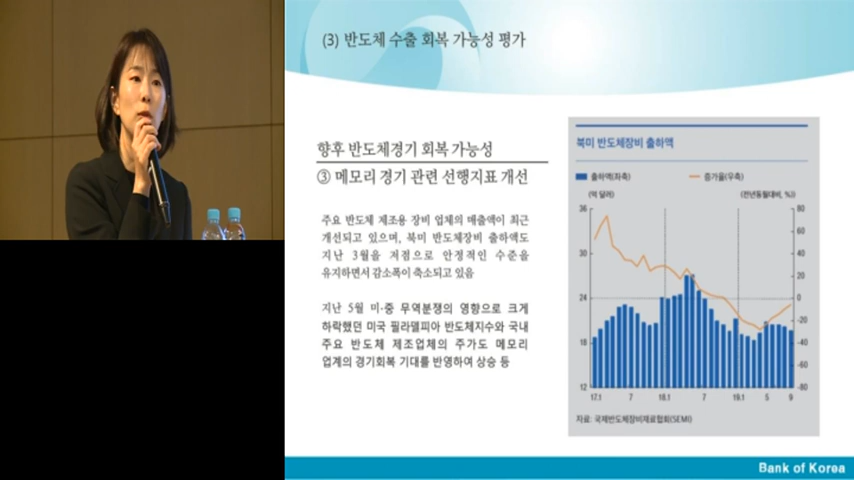 (3) 반도체 수출 회복 가능성 평가
향후 반도체경기 회복 가능성
③ 메모리 경기 관련 선행지표 개선
주요 반도체 제조용 장비 업체의 매출액이 최근
개선되고 있으며, 북미 반도체장비 출하액도
지난 3월을 저점으로 안정적인 수준을
유지하면서 감소폭이 축소되고 있음
지난 5월 미·중 무역분쟁의 영향으로 크게
하락했던 미국 필라델피아 반도체지수와 국내
주요 반도체 제조업체의 주가도 메모리
업계의 경기회복 기대를 반영하여 상승 등
북미 반도체장비 출하액
출하액(좌측) 증가율(우측)
(억 달러) (전년동월대비, %)
36 80
60
30 40
20
24 0
-20
18 -40
-60
12 -80
17.1 7 18.1 7 19.1 5 9
자료: 국제반도체장비재료협회(SEMI)
Bank of Korea